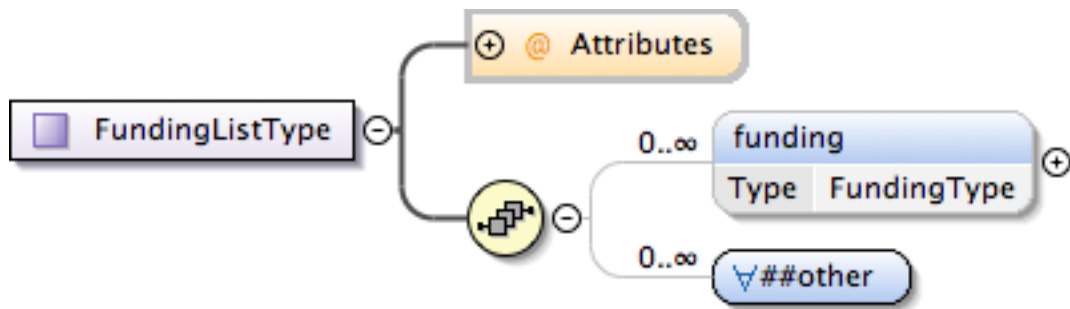 @ Attributes
FundingListType
0..∞
funding
Type FundingType
0..∞
∀##other